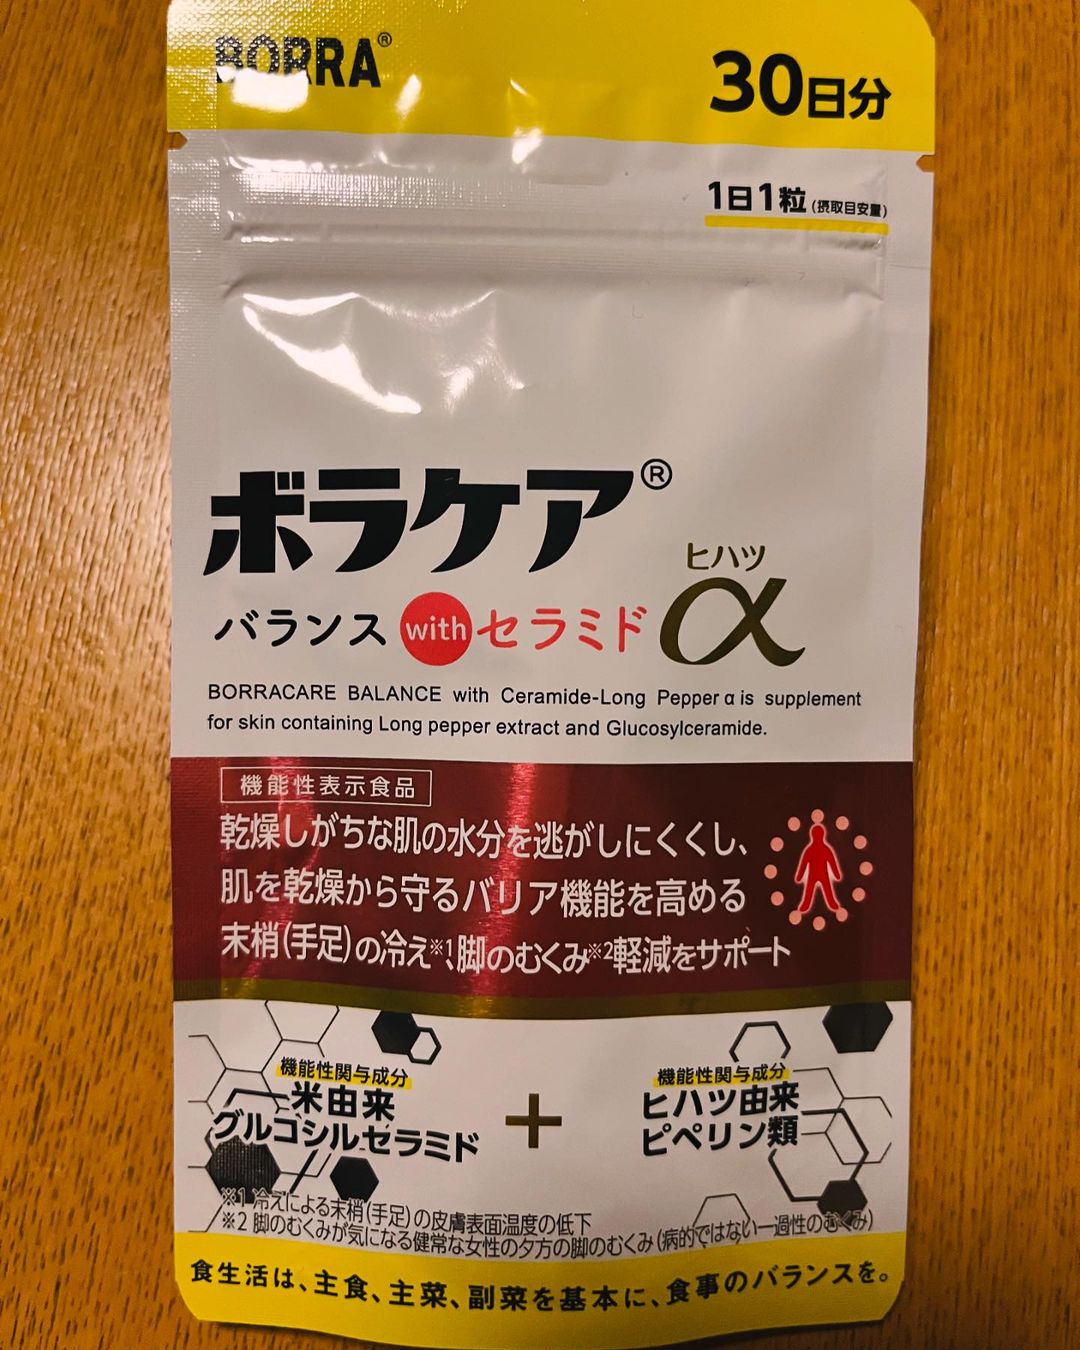 BORRA®
30日分
1日1粒(摂取目安量)
ボラケア®
ヒハツ
バランス with セラミド α
BORRACARE BALANCE with Ceramide-Long Pepper α is supplement
for skin containing Long pepper extract and Glucosylceramide.
機能性表示食品
乾燥しがちな肌の水分を逃がしにくくし、
肌を乾燥から守るバリア機能を高める
末梢(手足)の冷え※1、脚のむくみ※2軽減をサポート
機能性関与成分
米由来
グルコシルセラミド
+
機能性関与成分
ヒハツ由来
ピペリン類
※1 冷えによる末梢(手足)の皮膚表面温度の低下
※2 脚のむくみが気になる健常な女性の夕方の脚のむくみ(病的ではない一過性のむくみ)
食生活は、主食、主菜、副菜を基本に、食事のバランスを。